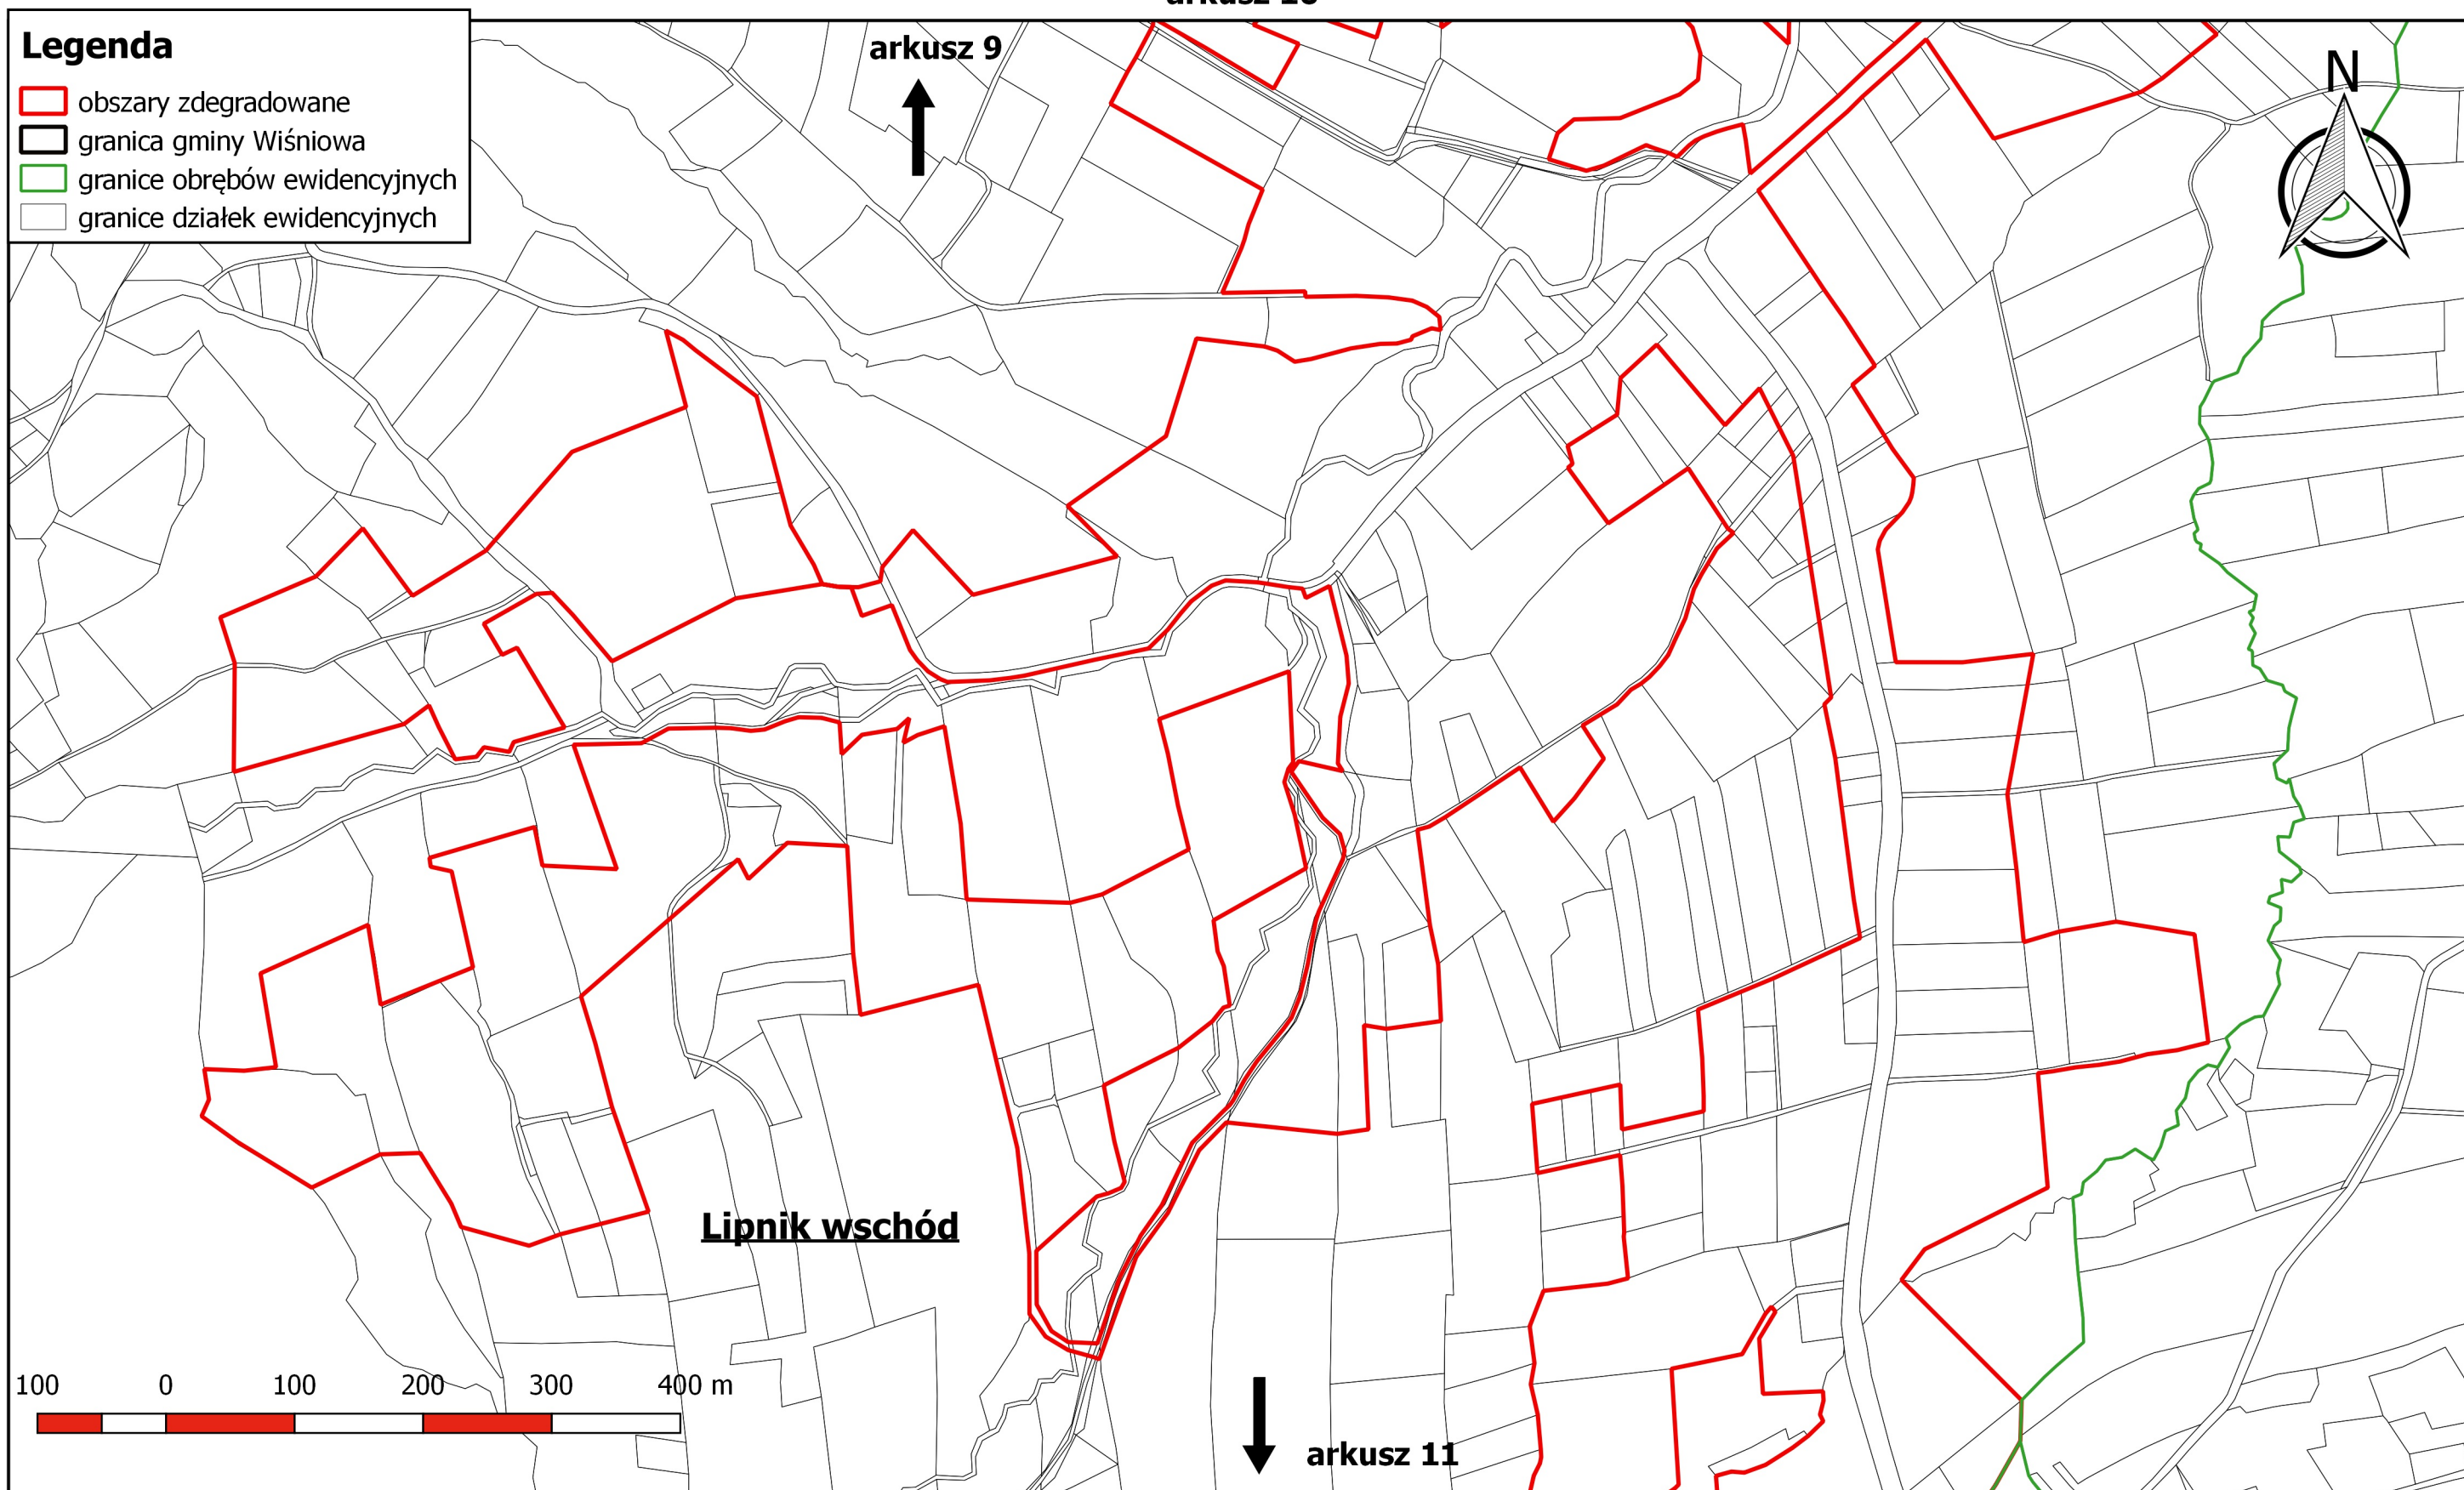 Legenda
obszary zdegradowane
granica gminy Wiśniowa
granice obrębów ewidencyjnych
granice działek ewidencyjnych
arkusz 9
N
Lipnik wschód
100 0 100 200 300 400 m
arkusz 11